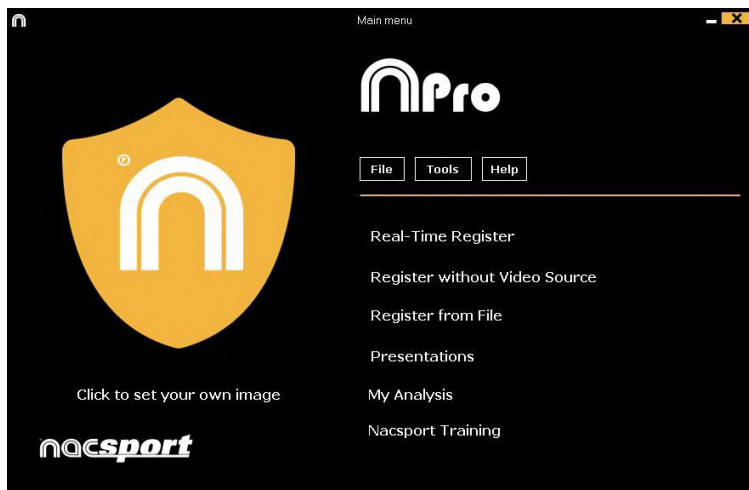 Main menu
nPro
File Tools Help
Real-Time Register
Register without Video Source
Register from File
Presentations
My Analysis
Nacsport Training
®
n
Click to set your own image
nacsport